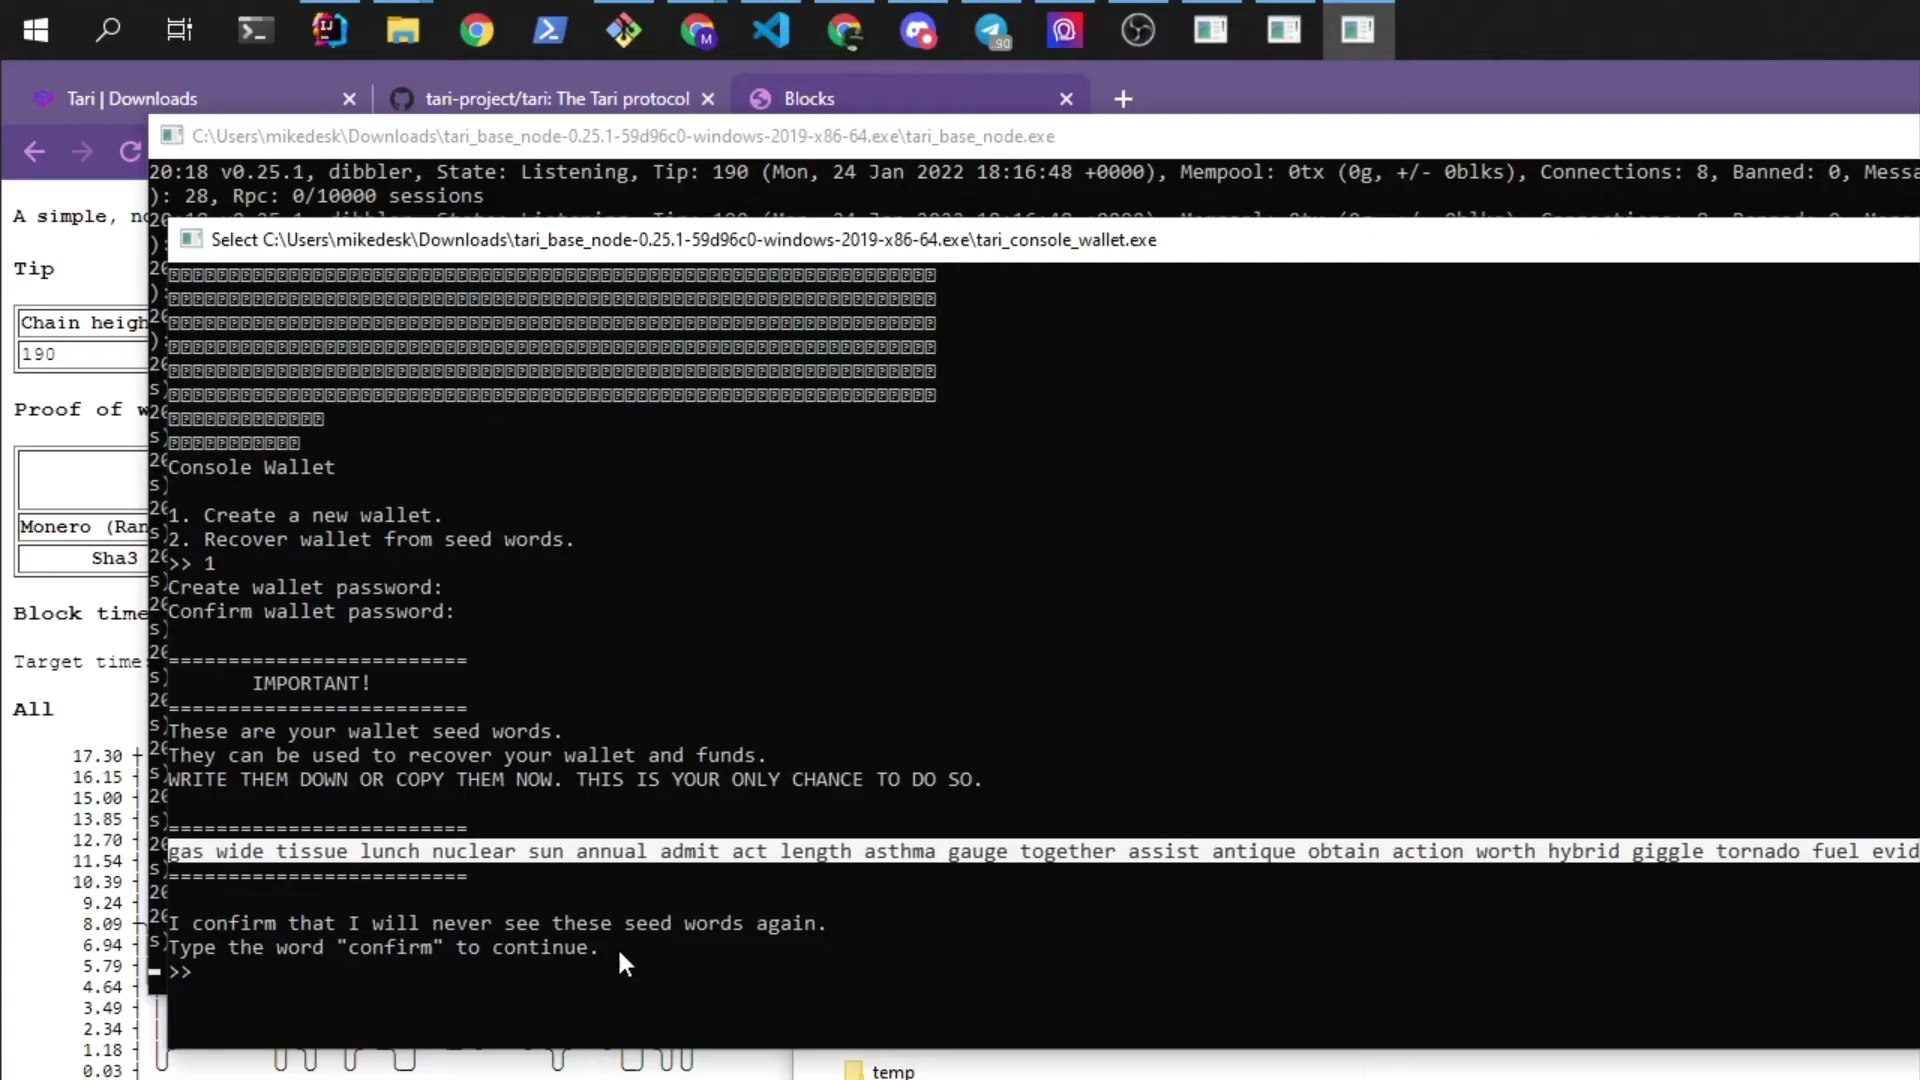 Tari | Downloads
tari-project/tari: The Tari protocol
Blocks
90
C:\Users\mikedesk\Downloads\tari_base_node-0.25.1-59d96c0-windows-2019-x86-64.exe\tari_base_node.exe
20:18 v0.25.1, dibbler, State: Listening, Tip: 190 (Mon, 24 Jan 2022 18:16:48 +0000), Mempool: 0tx (0g, +/- 0blks), Connections: 8, Banned: 0, Messa
): 28, Rpc: 0/10000 sessions
Select C:\Users\mikedesk\Downloads\tari_base_node-0.25.1-59d96c0-windows-2019-x86-64.exe\tari_console_wallet.exe
Console Wallet
1. Create a new wallet.
2. Recover wallet from seed words.
>> 1
Create wallet password:
Confirm wallet password:
==========================
IMPORTANT!
==========================
These are your wallet seed words.
They can be used to recover your wallet and funds.
WRITE THEM DOWN OR COPY THEM NOW. THIS IS YOUR ONLY CHANCE TO DO SO.
==========================
gas wide tissue lunch nuclear sun annual admit act length asthma gauge together assist antique obtain action worth hybrid giggle tornado fuel evid
==========================
I confirm that I will never see these seed words again.
Type the word "confirm" to continue.
>>
A simple, no
Tip
Chain heigh
190
Proof of w
Monero (Ran
Sha3
Block time
Target time
All
17.30
16.15
15.00
13.85
12.70
11.54
10.39
9.24
8.09
6.94
5.79
4.64
3.49
2.34
1.18
0.03
temp